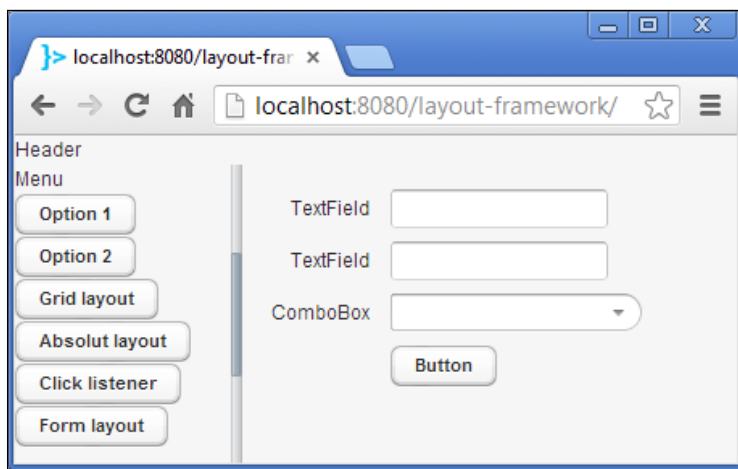 localhost:8080/layout-frar
localhost:8080/layout-framework/
Header
Menu
Option 1
Option 2
Grid layout
Absolut layout
Click listener
Form layout
TextField
TextField
ComboBox
Button